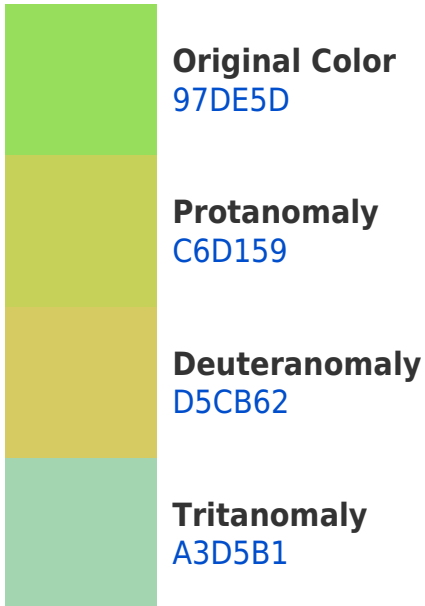 Original Color
97DE5D
Protanomaly
C6D159
Deuteranomaly
D5CB62
Tritanomaly
A3D5B1